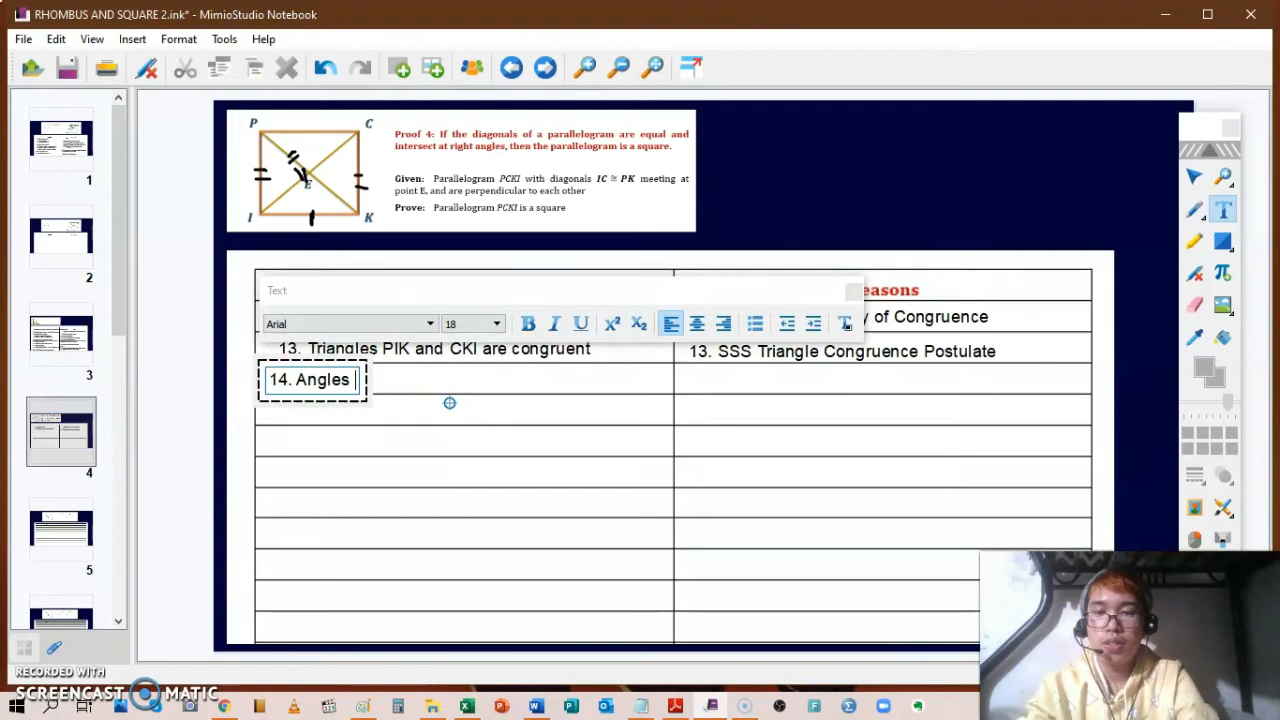 RHOMBUS AND SQUARE 2.ink* - MimioStudio Notebook
File Edit View Insert Format Tools Help
P C
E
I K
Proof 4: If the diagonals of a parallelogram are equal and
intersect at right angles, then the parallelogram is a square.
Given: Parallelogram PCKI with diagonals IC ≅ PK meeting at
point E, and are perpendicular to each other
Prove: Parallelogram PCKI is a square
Text
Arial 18
B I U X² X₂
easons
y of Congruence
13. Triangles PIK and CKI are congruent
13. SSS Triangle Congruence Postulate
14. Angles
1
2
3
4
5
RECORDED WITH
SCREENCAST MATIC